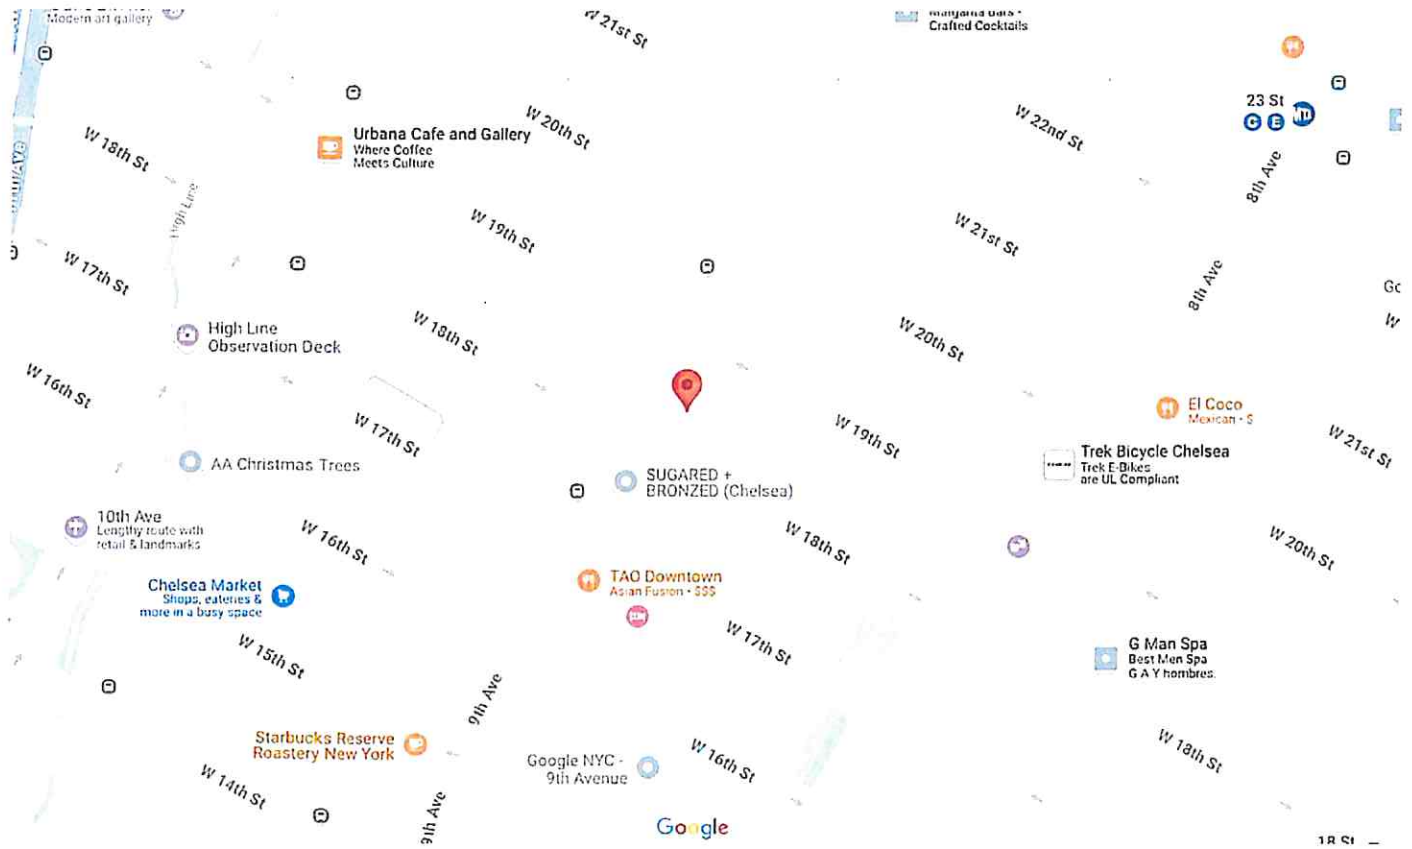 Modern art gallery
W 21st St
Crafted Cocktails
23 St
C E
W 18th St
Urbana Cafe and Gallery
Where Coffee
Meets Culture
W 20th St
W 22nd St
8th Ave
High Line
W 19th St
W 21st St
W 17th St
8th Ave
High Line
Observation Deck
W 18th St
W 20th St
W
W 16th St
W 17th St
W 19th St
El Coco
Mexican · $
W 21st St
AA Christmas Trees
SUGARED +
BRONZED (Chelsea)
Trek Bicycle Chelsea
Trek E-Bikes
are UL Compliant
10th Ave
Lengthy route with
retail & landmarks
W 16th St
W 18th St
W 20th St
Chelsea Market
Shops, eateries &
more in a busy space
TAO Downtown
Asian Fusion · $$$
W 15th St
W 17th St
G Man Spa
Best Men Spa
G A Y hombres.
9th Ave
Starbucks Reserve
Roastery New York
Google NYC -
9th Avenue
W 16th St
W 18th St
W 14th St
9th Ave
Google
18 St